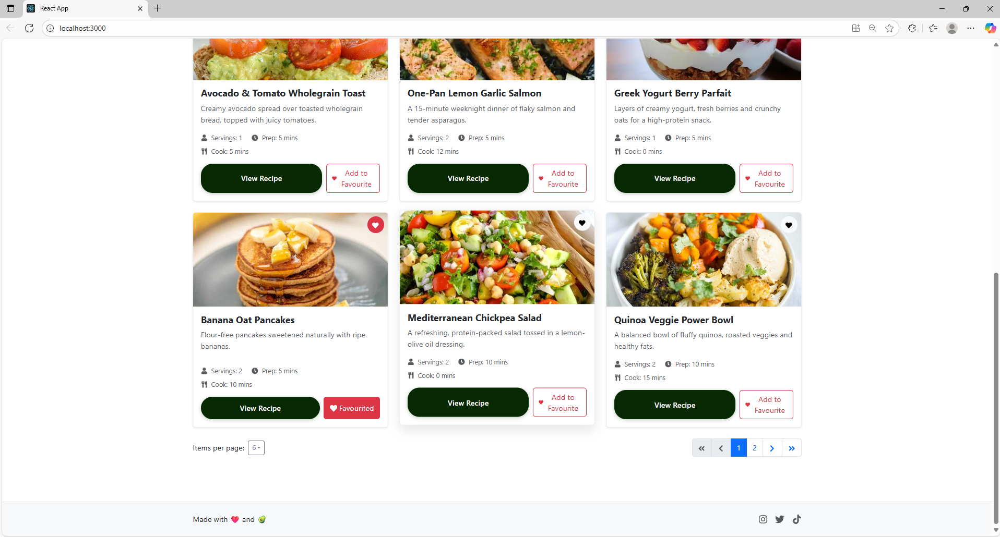 React App
localhost:3000
Avocado & Tomato Wholegrain Toast
Creamy avocado spread over toasted wholegrain
bread, topped with juicy tomatoes.
Servings: 1 Prep: 5 mins
Cook: 5 mins
View Recipe
Add to
Favourite
One-Pan Lemon Garlic Salmon
A 15-minute weeknight dinner of flaky salmon and
tender asparagus.
Servings: 2 Prep: 5 mins
Cook: 12 mins
View Recipe
Add to
Favourite
Greek Yogurt Berry Parfait
Layers of creamy yogurt, fresh berries and crunchy
oats for a high-protein snack.
Servings: 1 Prep: 5 mins
Cook: 0 mins
View Recipe
Add to
Favourite
Banana Oat Pancakes
Flour-free pancakes sweetened naturally with ripe
bananas.
Servings: 2 Prep: 5 mins
Cook: 10 mins
View Recipe
Favourited
Mediterranean Chickpea Salad
A refreshing, protein-packed salad tossed in a lemon-
olive oil dressing.
Servings: 2 Prep: 10 mins
Cook: 0 mins
View Recipe
Add to
Favourite
Quinoa Veggie Power Bowl
A balanced bowl of fluffy quinoa, roasted veggies and
healthy fats.
Servings: 2 Prep: 10 mins
Cook: 15 mins
View Recipe
Add to
Favourite
Items per page: 6
« ‹ 1 2 › »
Made with ❤️ and 🥑